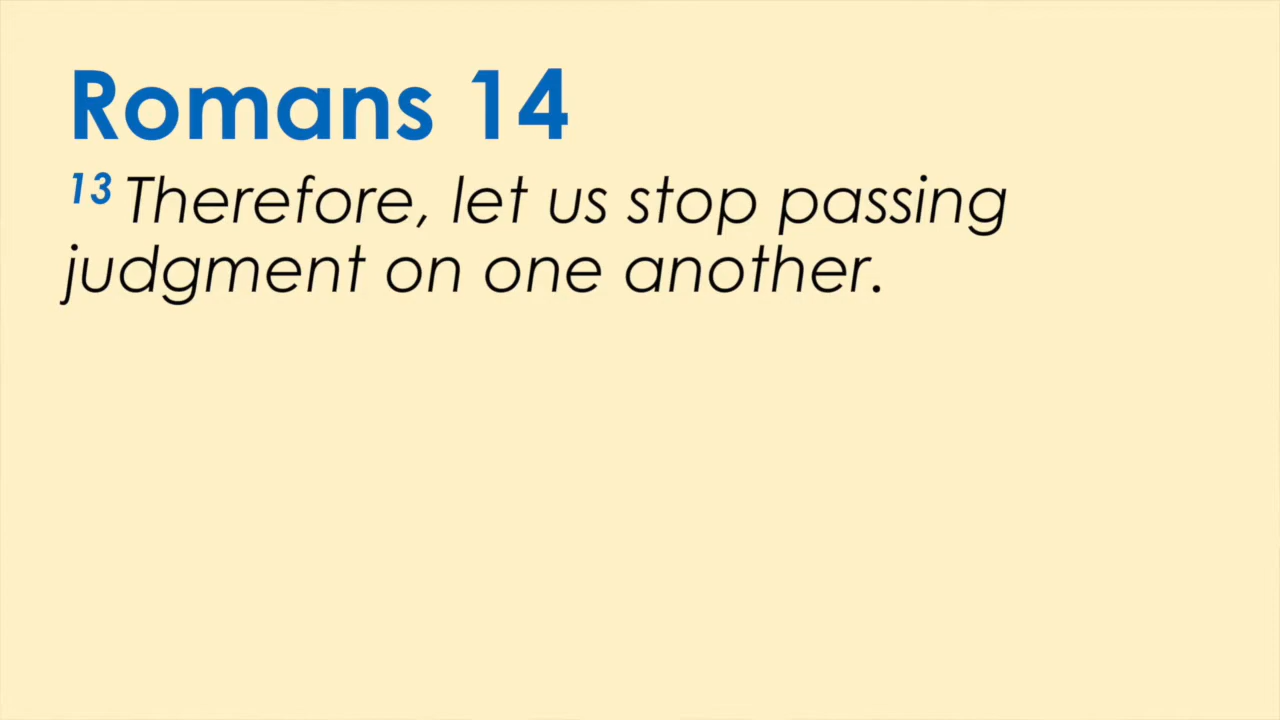 Romans 14
13 Therefore, let us stop passing
judgment on one another.